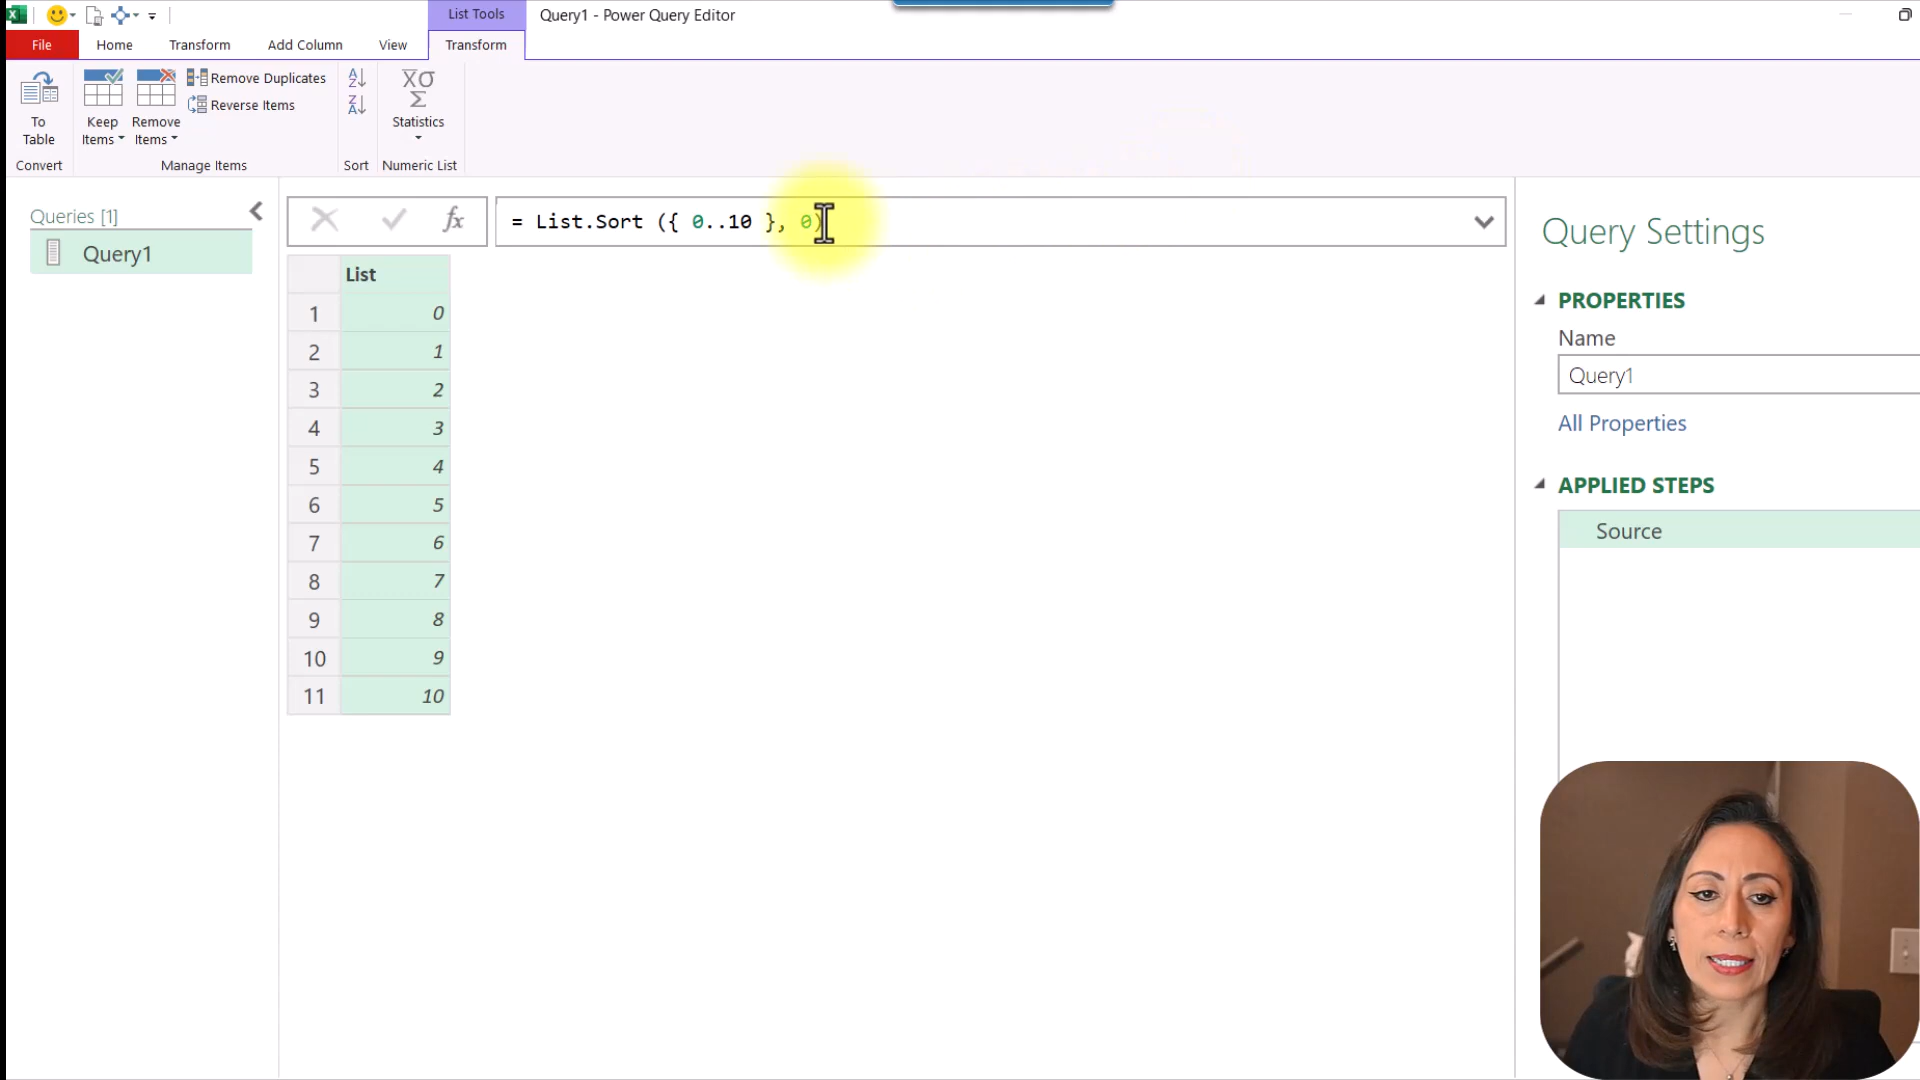 List Tools
Query1 - Power Query Editor
File
Home
Transform
Add Column
View
Transform
To Table
Keep Items
Remove Items
Remove Duplicates
Reverse Items
A Z
Z A
X̄σ
Σ
Statistics
Convert
Manage Items
Sort
Numeric List
Queries [1]
Query1
fx
= List.Sort ({ 0..10 }, 0)
List
1 0
2 1
3 2
4 3
5 4
6 5
7 6
8 7
9 8
10 9
11 10
Query Settings
PROPERTIES
Name
Query1
All Properties
APPLIED STEPS
Source